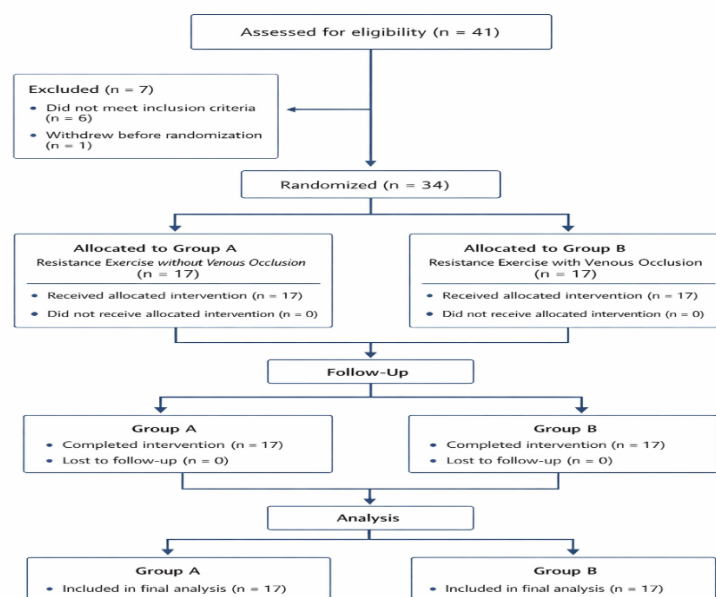 Assessed for eligibility (n = 41)
Excluded (n = 7)
• Did not meet inclusion criteria
(n = 6)
• Withdrew before randomization
(n = 1)
Randomized (n = 34)
Allocated to Group A
Resistance Exercise without Venous Occlusion
(n = 17)
• Received allocated intervention (n = 17)
• Did not receive allocated intervention (n = 0)
Allocated to Group B
Resistance Exercise with Venous Occlusion
(n = 17)
• Received allocated intervention (n = 17)
• Did not receive allocated intervention (n = 0)
Follow-Up
Group A
• Completed intervention (n = 17)
• Lost to follow-up (n = 0)
Group B
• Completed intervention (n = 17)
• Lost to follow-up (n = 0)
Analysis
Group A
• Included in final analysis (n = 17)
Group B
• Included in final analysis (n = 17)